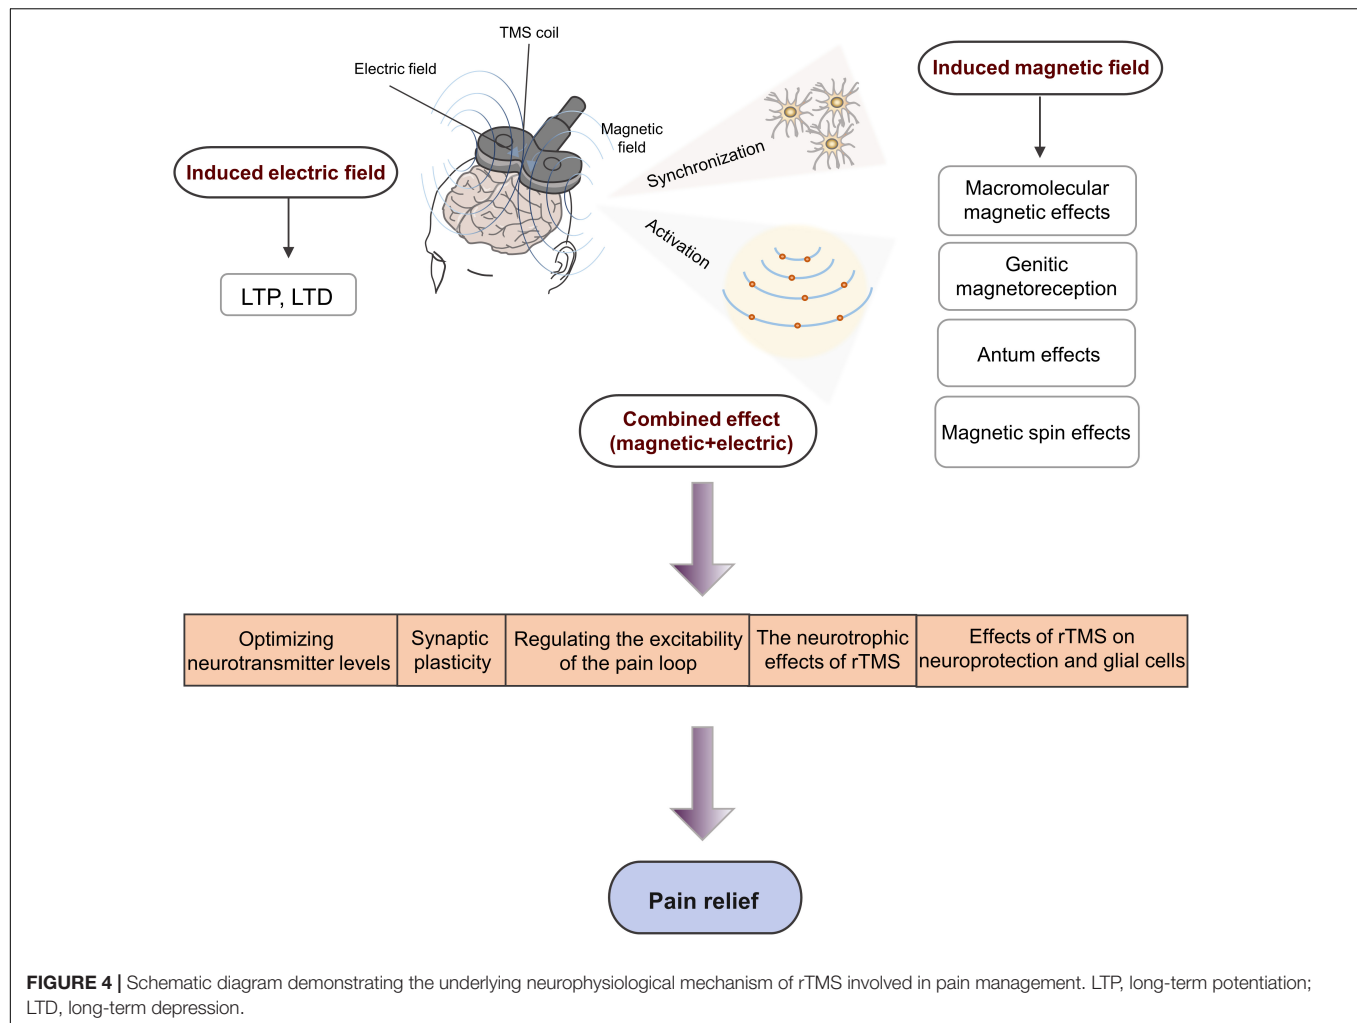 TMS coil
Electric field
Magnetic
field
Induced electric field
LTP, LTD
Synchronization
Activation
Induced magnetic field
Macromolecular
magnetic effects
Genitic
magnetoreception
Antum effects
Magnetic spin effects
Combined effect
(magnetic+electric)
Optimizing
neurotransmitter levels
Synaptic
plasticity
Regulating the excitability
of the pain loop
The neurotrophic
effects of rTMS
Effects of rTMS on
neuroprotection and glial cells
Pain relief
FIGURE 4 | Schematic diagram demonstrating the underlying neurophysiological mechanism of rTMS involved in pain management. LTP, long-term potentiation;
LTD, long-term depression.